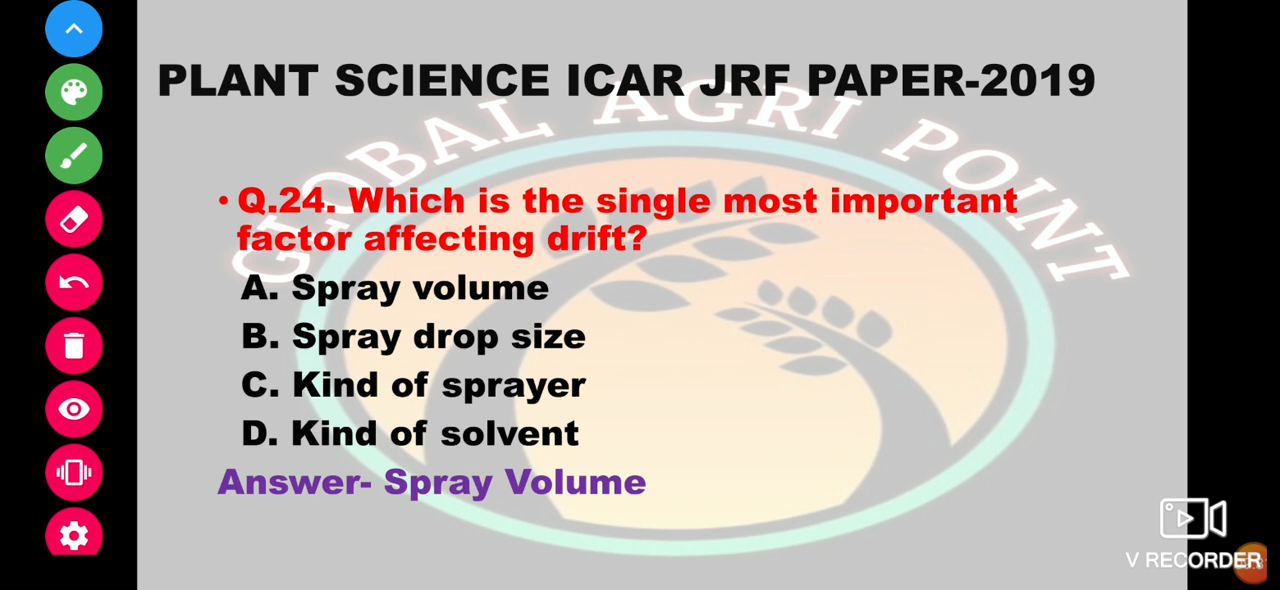 PLANT SCIENCE ICAR JRF PAPER-2019
GLOBAL AGRI POINT
• Q.24. Which is the single most important
factor affecting drift?
A. Spray volume
B. Spray drop size
C. Kind of sprayer
D. Kind of solvent
Answer- Spray Volume
V RECORDER